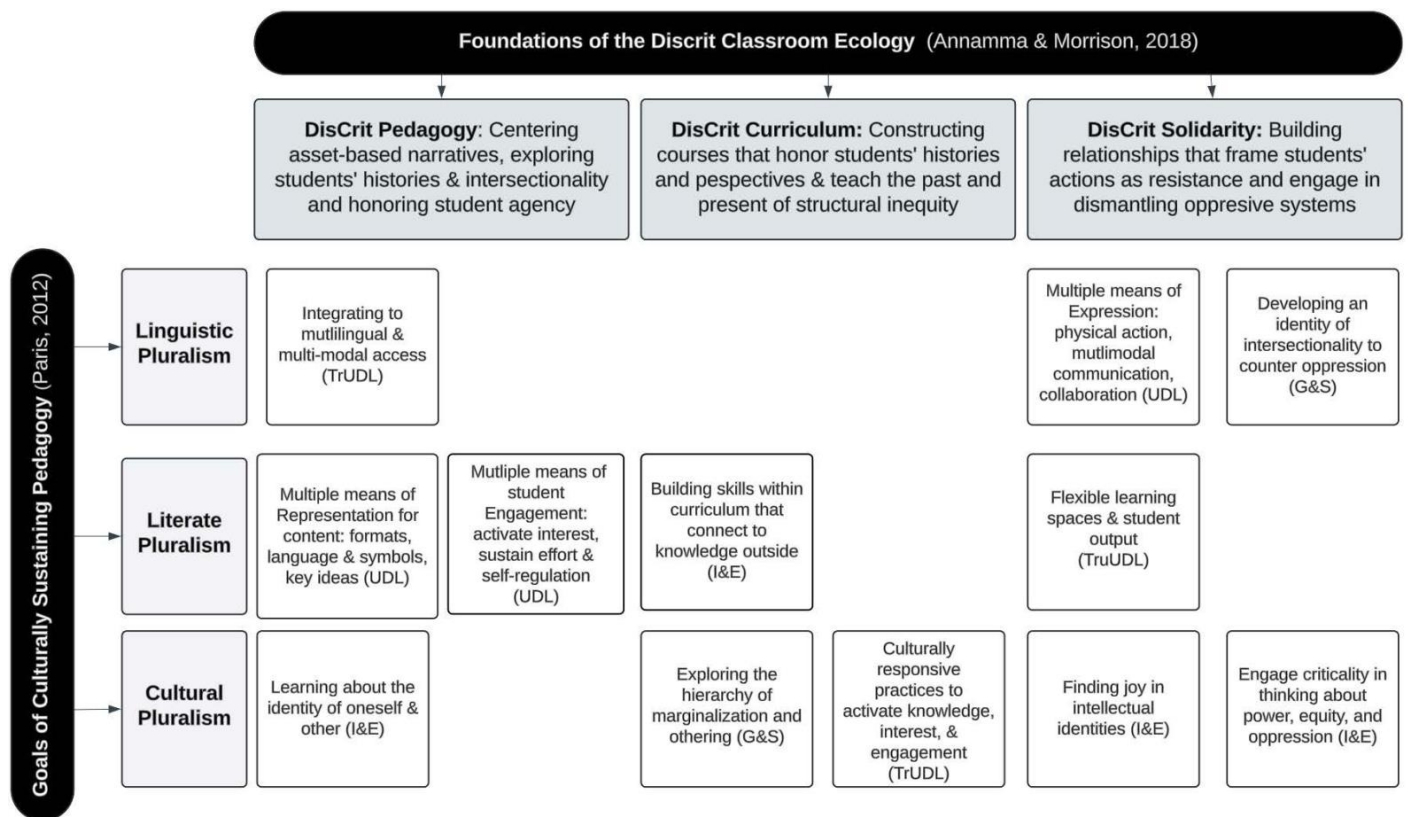 Foundations of the Discrit Classroom Ecology (Annamma & Morrison, 2018)
DisCrit Pedagogy: Centering
asset-based narratives, exploring
students' histories & intersectionality
and honoring student agency
DisCrit Curriculum: Constructing
courses that honor students' histories
and pespectives & teach the past and
present of structural inequity
DisCrit Solidarity: Building
relationships that frame students'
actions as resistance and engage in
dismantling oppresive systems
Goals of Culturally Sustaining Pedagogy (Paris, 2012)
Linguistic
Pluralism
Integrating to
mutlilingual &
multi-modal access
(TrUDL)
Multiple means of
Expression:
physical action,
mutlimodal
communication,
collaboration (UDL)
Developing an
identity of
intersectionality to
counter oppression
(G&S)
Literate
Pluralism
Multiple means of
Representation for
content: formats,
language & symbols,
key ideas (UDL)
Mutliple means of
student
Engagement:
activate interest,
sustain effort &
self-regulation
(UDL)
Building skills within
curriculum that
connect to
knowledge outside
(I&E)
Flexible learning
spaces & student
output
(TruUDL)
Cultural
Pluralism
Learning about the
identity of oneself &
other (I&E)
Exploring the
hierarchy of
marginalization and
othering (G&S)
Culturally
responsive
practices to
activate knowledge,
interest, &
engagement
(TrUDL)
Finding joy in
intellectual
identities (I&E)
Engage criticality in
thinking about
power, equity, and
oppression (I&E)